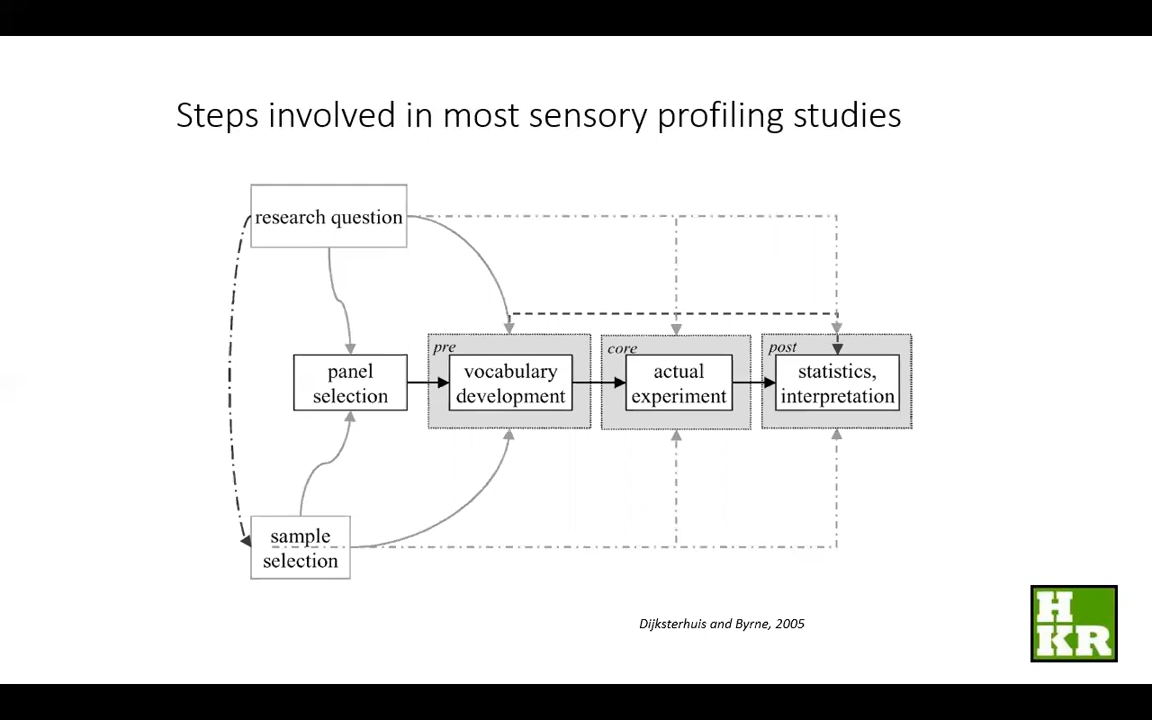 Steps involved in most sensory profiling studies
research question
panel
selection
pre
vocabulary
development
core
actual
experiment
post
statistics,
interpretation
sample
selection
Dijksterhuis and Byrne, 2005
H
KR